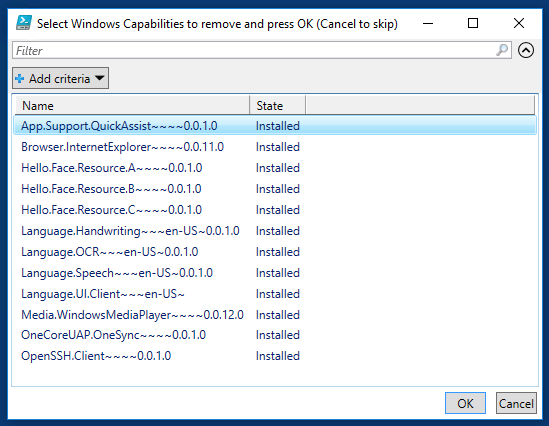 Select Windows Capabilities to remove and press OK (Cancel to skip)
Filter
Add criteria
Name State
App.Support.QuickAssist~~~~0.0.1.0 Installed
Browser.InternetExplorer~~~~0.0.11.0 Installed
Hello.Face.Resource.A~~~~0.0.1.0 Installed
Hello.Face.Resource.B~~~~0.0.1.0 Installed
Hello.Face.Resource.C~~~~0.0.1.0 Installed
Language.Handwriting~~~en-US~0.0.1.0 Installed
Language.OCR~~~en-US~0.0.1.0 Installed
Language.Speech~~~en-US~0.0.1.0 Installed
Language.UI.Client~~~en-US~ Installed
Media.WindowsMediaPlayer~~~~0.0.12.0 Installed
OneCoreUAP.OneSync~~~~0.0.1.0 Installed
OpenSSH.Client~~~~0.0.1.0 Installed
OK Cancel